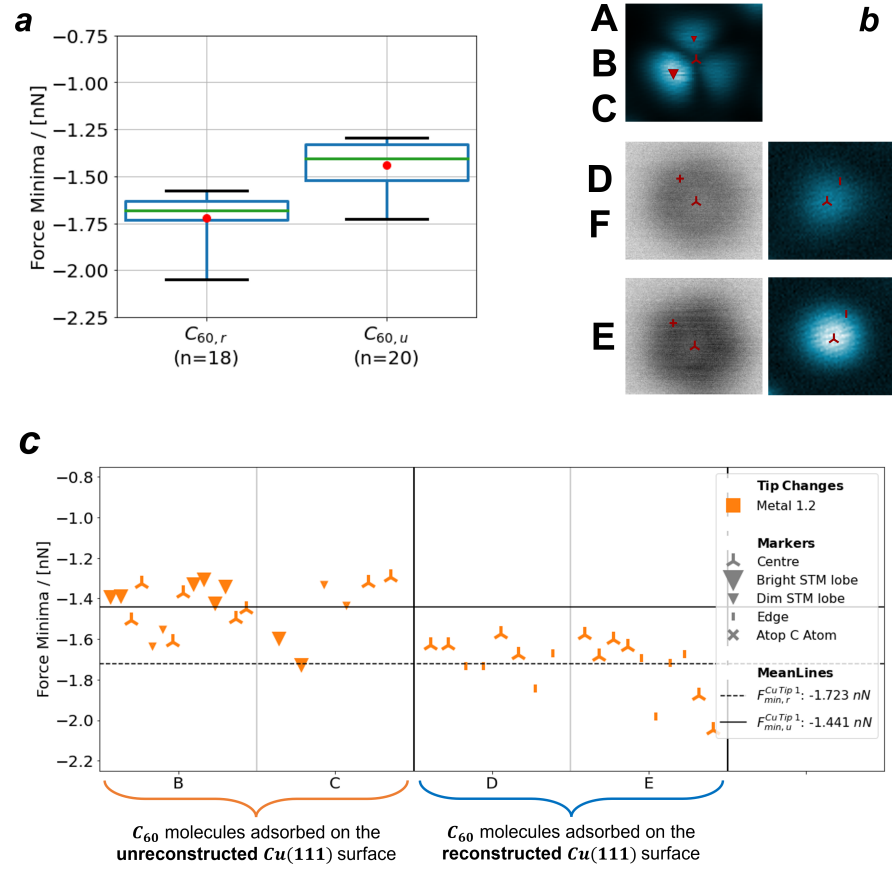 a
−0.75
−1.00
−1.25
−1.50
−1.75
−2.00
−2.25
Force Minima / [nN]
C60,r
(n=18)
C60,u
(n=20)
b
A
B
C
D
F
E
c
−0.8
−1.0
−1.2
−1.4
−1.6
−1.8
−2.0
−2.2
Force Minima / [nN]
B
C
D
E
Tip Changes
Metal 1.2
Markers
Centre
Bright STM lobe
Dim STM lobe
Edge
Atop C Atom
MeanLines
F^{Cu Tip 1}_{min, r}: -1.723 nN
F^{Cu Tip 1}_{min, u}: -1.441 nN
C60 molecules adsorbed on the
unreconstructed Cu(111) surface
C60 molecules adsorbed on the
reconstructed Cu(111) surface